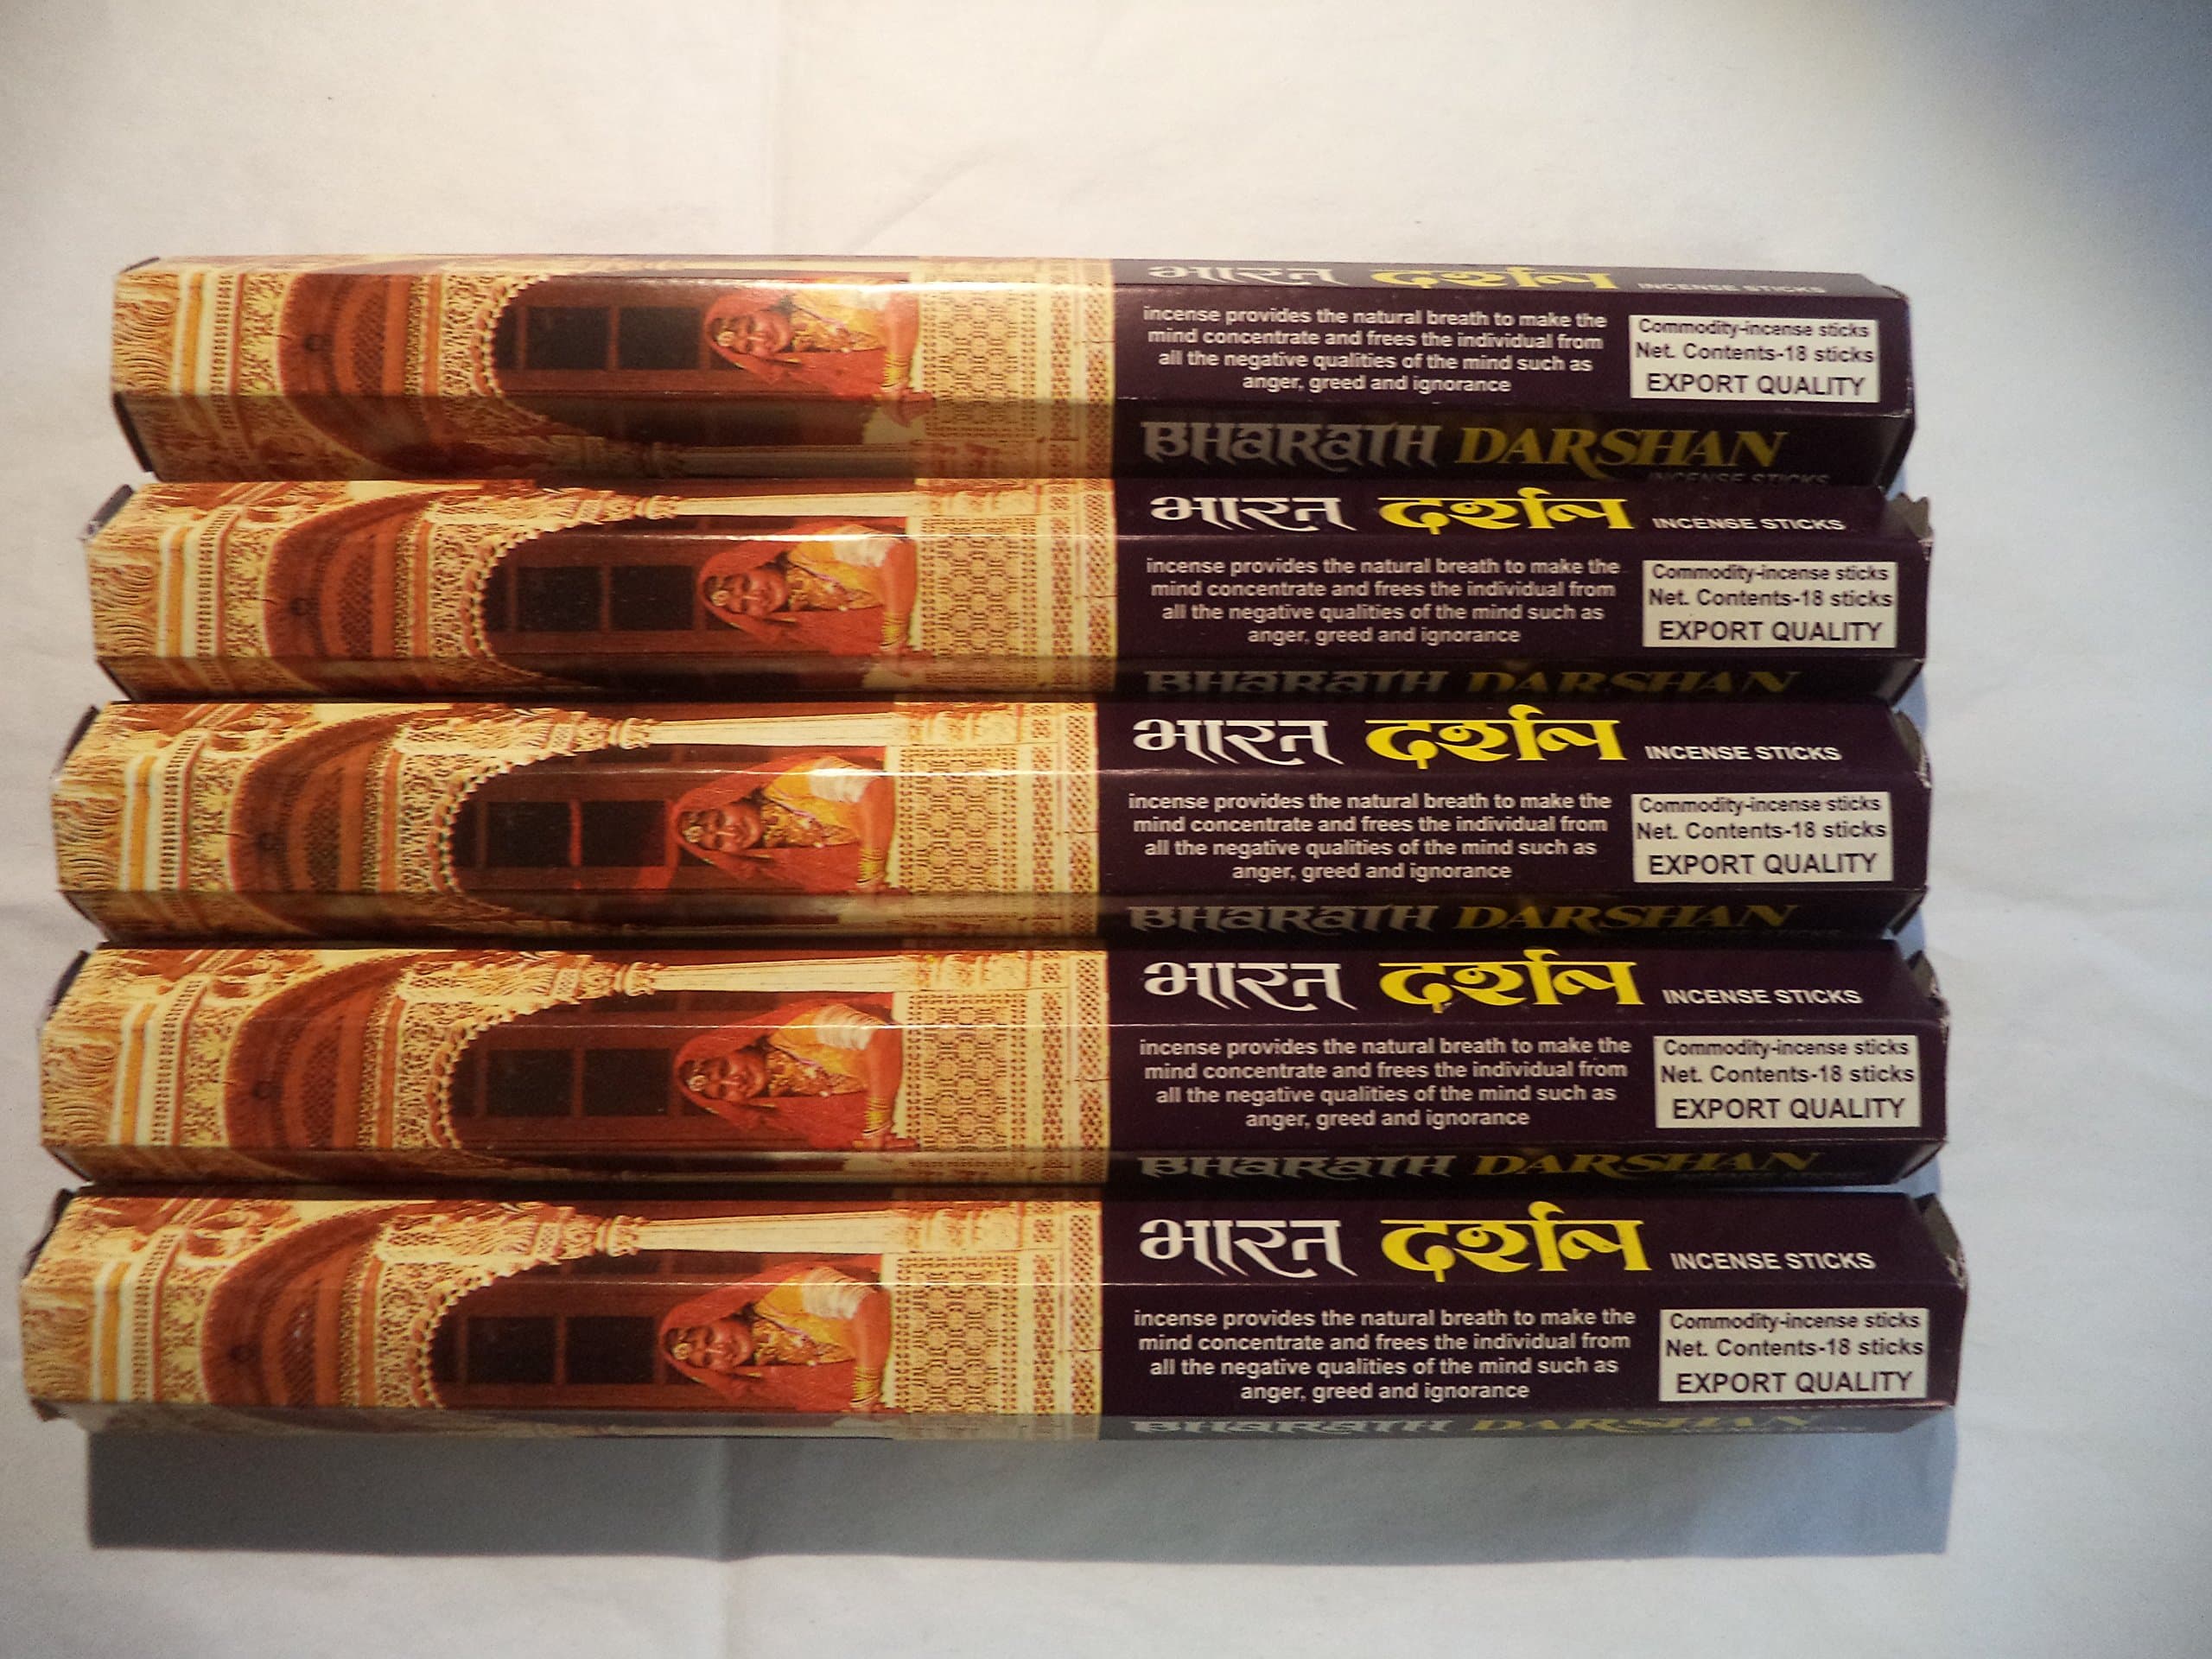 भारत दर्शन INCENSE STICKS
incense provides the natural breath to make the
mind concentrate and frees the individual from
all the negative qualities of the mind such as
anger, greed and ignorance
Commodity-incense sticks
Net. Contents-18 sticks
EXPORT QUALITY
BHARATH DARSHAN
INCENSE STICKS
भारत दर्शन INCENSE STICKS
incense provides the natural breath to make the
mind concentrate and frees the individual from
all the negative qualities of the mind such as
anger, greed and ignorance
Commodity-incense sticks
Net. Contents-18 sticks
EXPORT QUALITY
BHARATH DARSHAN
भारत दर्शन INCENSE STICKS
incense provides the natural breath to make the
mind concentrate and frees the individual from
all the negative qualities of the mind such as
anger, greed and ignorance
Commodity-incense sticks
Net. Contents-18 sticks
EXPORT QUALITY
BHARATH DARSHAN
भारत दर्शन INCENSE STICKS
incense provides the natural breath to make the
mind concentrate and frees the individual from
all the negative qualities of the mind such as
anger, greed and ignorance
Commodity-incense sticks
Net. Contents-18 sticks
EXPORT QUALITY
BHARATH DARSHAN
भारत दर्शन INCENSE STICKS
incense provides the natural breath to make the
mind concentrate and frees the individual from
all the negative qualities of the mind such as
anger, greed and ignorance
Commodity-incense sticks
Net. Contents-18 sticks
EXPORT QUALITY
BHARATH DARSHAN